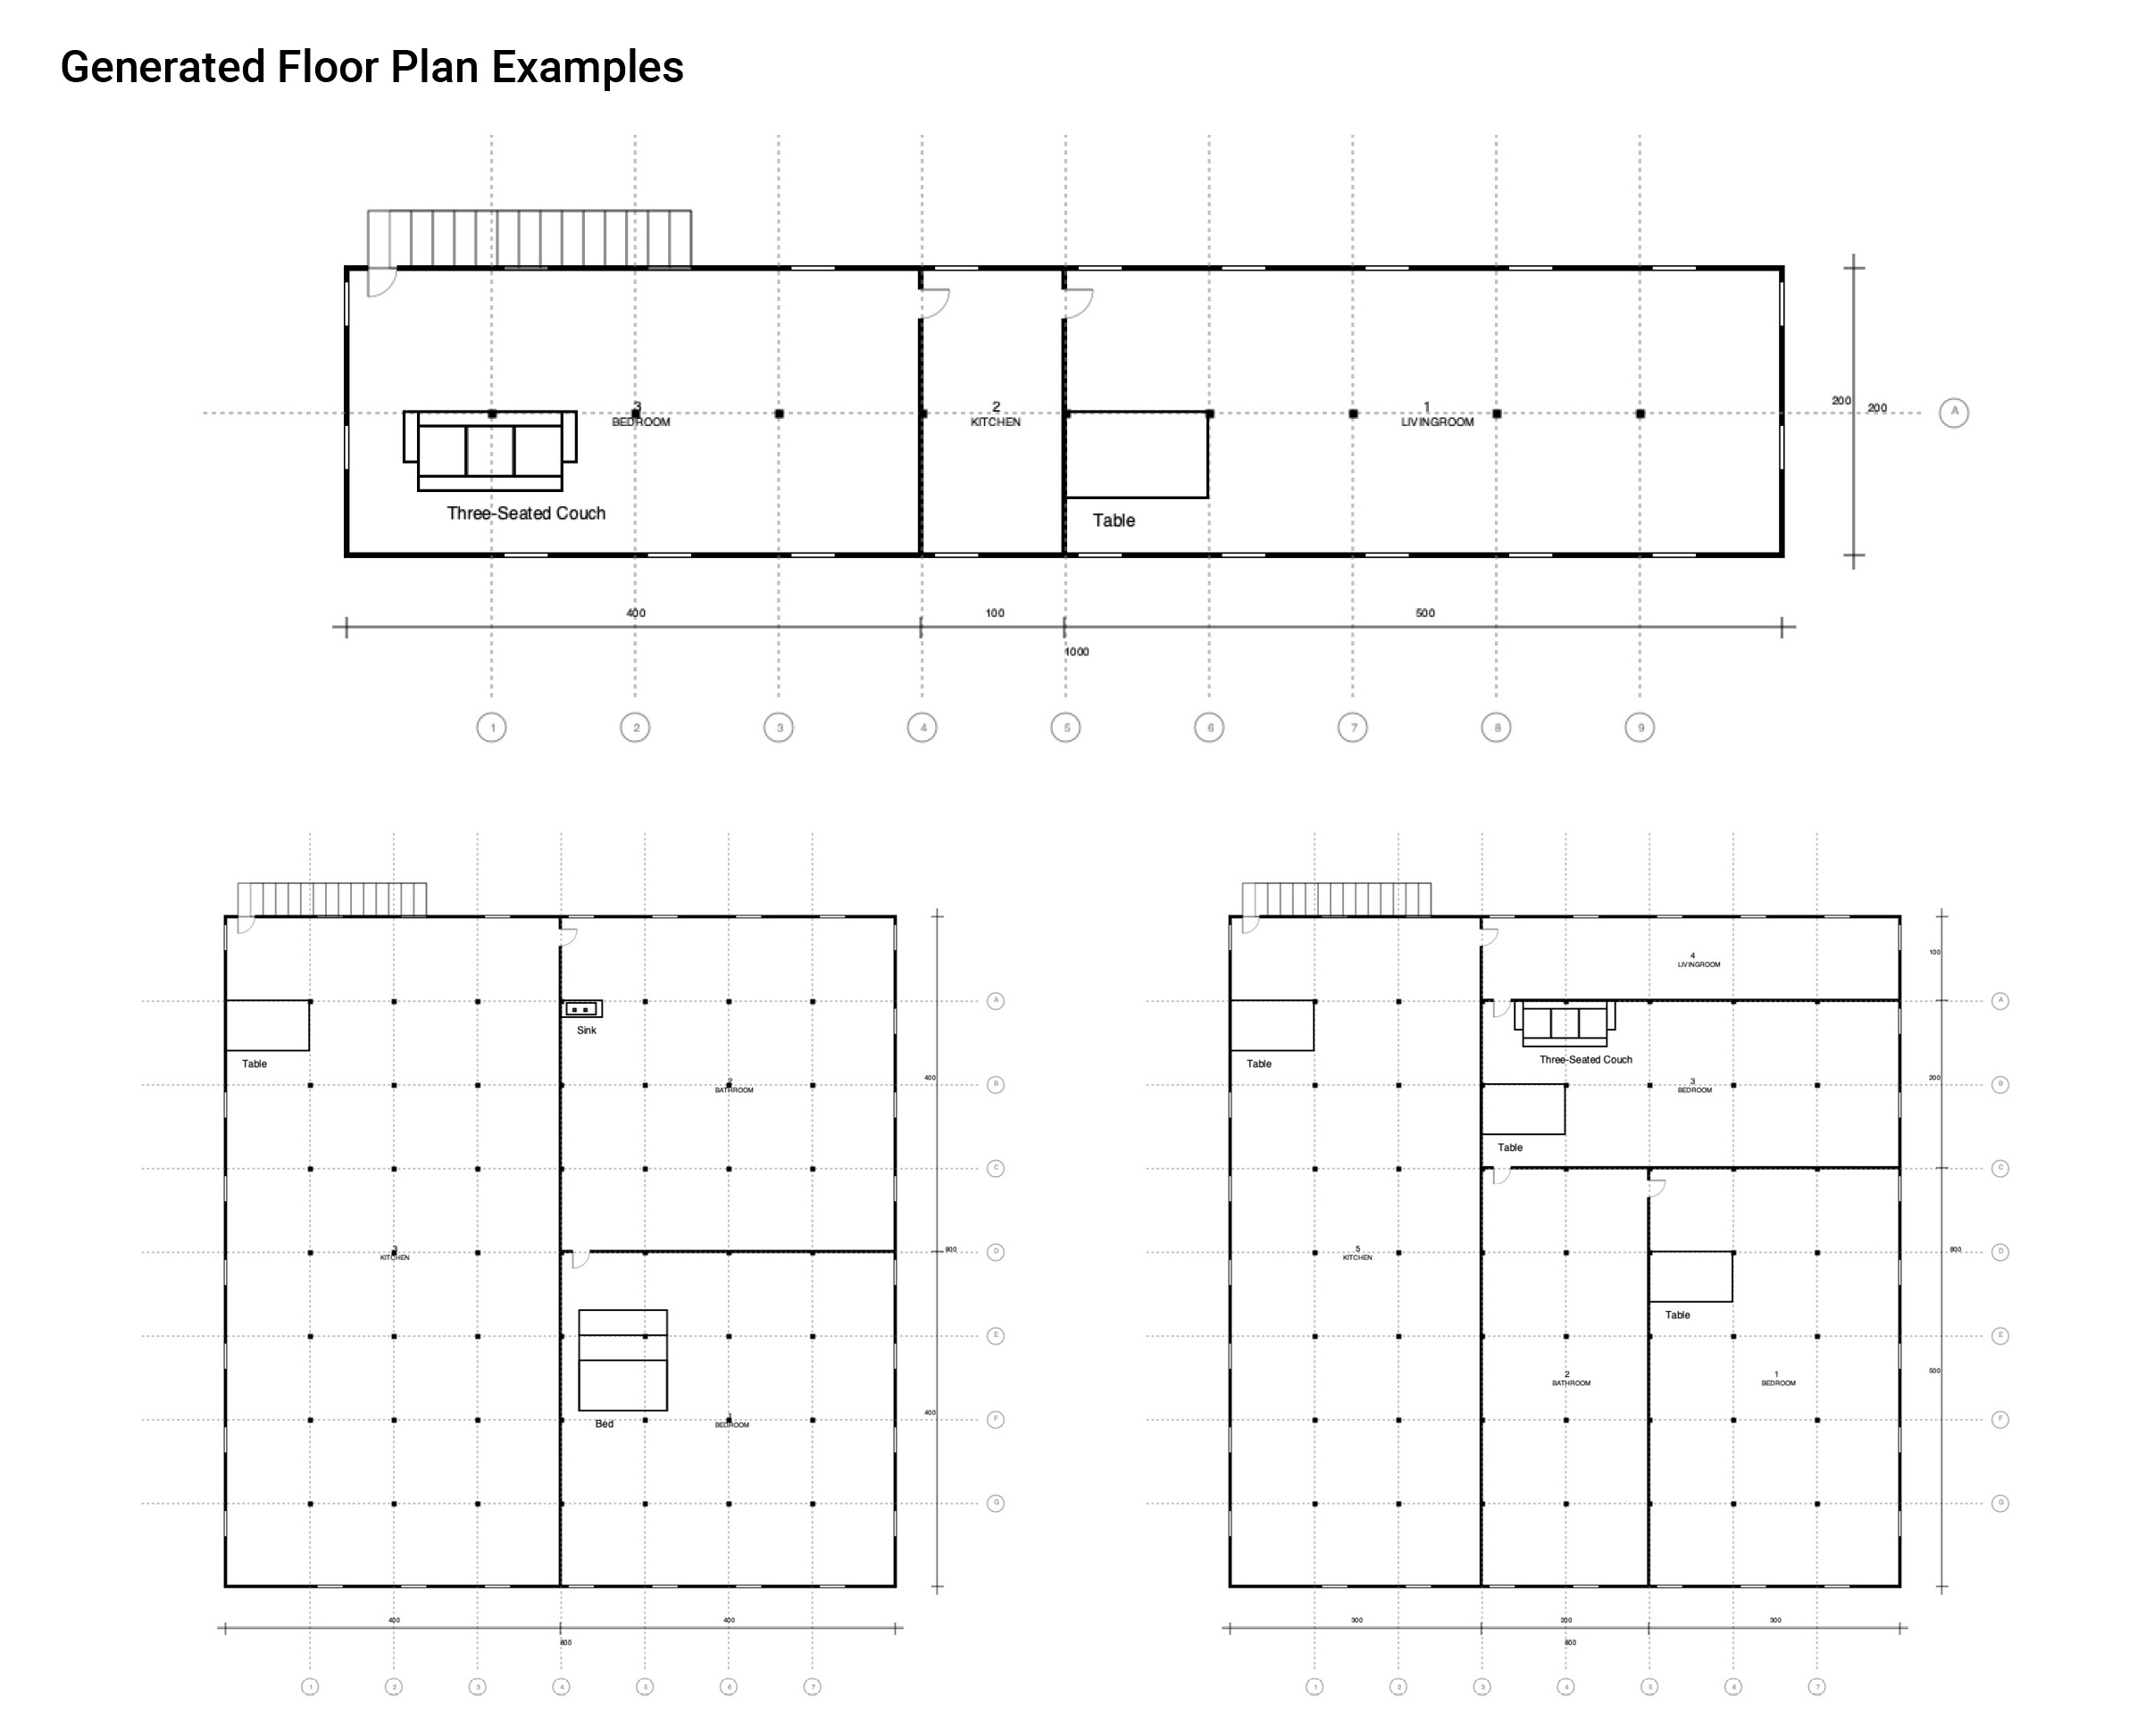 Generated Floor Plan Examples
3
BEDROOM
2
KITCHEN
1
LIVINGROOM
200
200
A
Three-Seated Couch
Table
400
100
500
1000
1
2
3
4
5
6
7
8
9
A
Sink
Table
2
BATHROOM
400
B
C
3
KITCHEN
800
D
E
Bed
1
BEDROOM
400
F
G
400
400
800
1
2
3
4
5
6
7
4
LIVINGROOM
100
A
Table
Three-Seated Couch
3
BEDROOM
200
B
Table
C
5
KITCHEN
800
D
Table
E
2
BATHROOM
1
BEDROOM
500
F
G
300
200
300
800
1
2
3
4
5
6
7